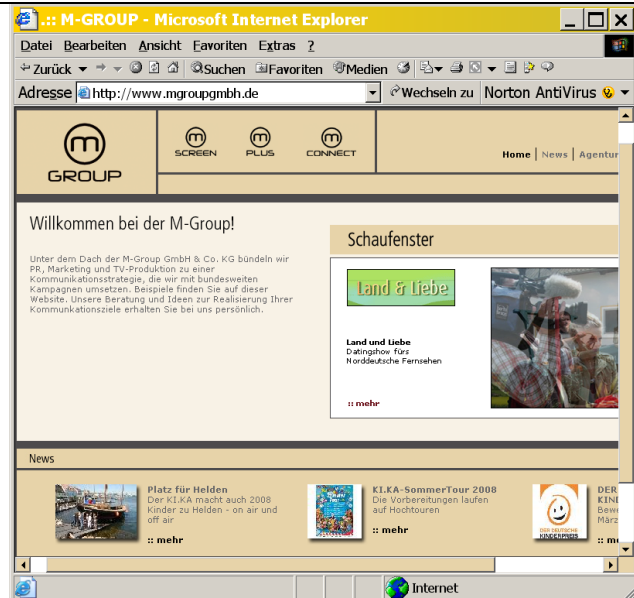 .:: M-GROUP - Microsoft Internet Explorer
Datei Bearbeiten Ansicht Favoriten Extras ?
Zurück Suchen Favoriten Medien
Adresse http://www.mgroupgmbh.de Wechseln zu Norton AntiVirus
m GROUP
m SCREEN m PLUS m CONNECT
Home | News | Agentur
Willkommen bei der M-Group!
Unter dem Dach der M-Group GmbH & Co. KG bündeln wir
PR, Marketing und TV-Produktion zu einer
Kommunikationsstrategie, die wir mit bundesweiten
Kampagnen umsetzen. Beispiele finden Sie auf dieser
Website. Unsere Beratung und Ideen zur Realisierung Ihrer
Kommunkationsziele erhalten Sie bei uns persönlich.
Schaufenster
Land & Liebe
Land und Liebe
Datingshow fürs
Norddeutsche Fernsehen
:: mehr
News
Platz für Helden
Der KI.KA macht auch 2008
Kinder zu Helden - on air und
off air
:: mehr
KI.KA-SommerTour 2008
Die Vorbereitungen laufen
auf Hochtouren
:: mehr
DER DEUTSCHE
KINDERPREIS
DER
KIN
Bewe
März
:: m
Internet